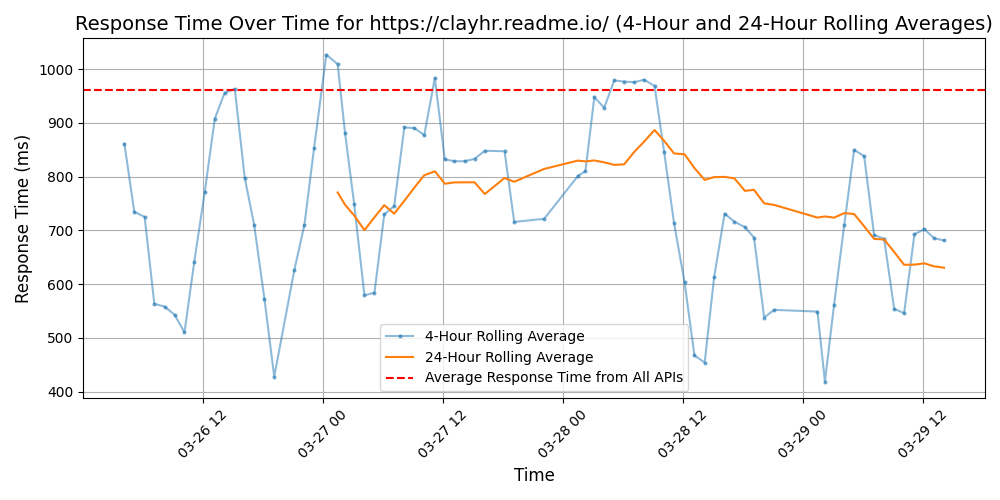 Response Time Over Time for https://clayhr.readme.io/ (4-Hour and 24-Hour Rolling Averages)
Response Time (ms)
1000
900
800
700
600
500
400
4-Hour Rolling Average
24-Hour Rolling Average
Average Response Time from All APIs
03-26 12
03-27 00
03-27 12
03-28 00
03-28 12
03-29 00
03-29 12
Time